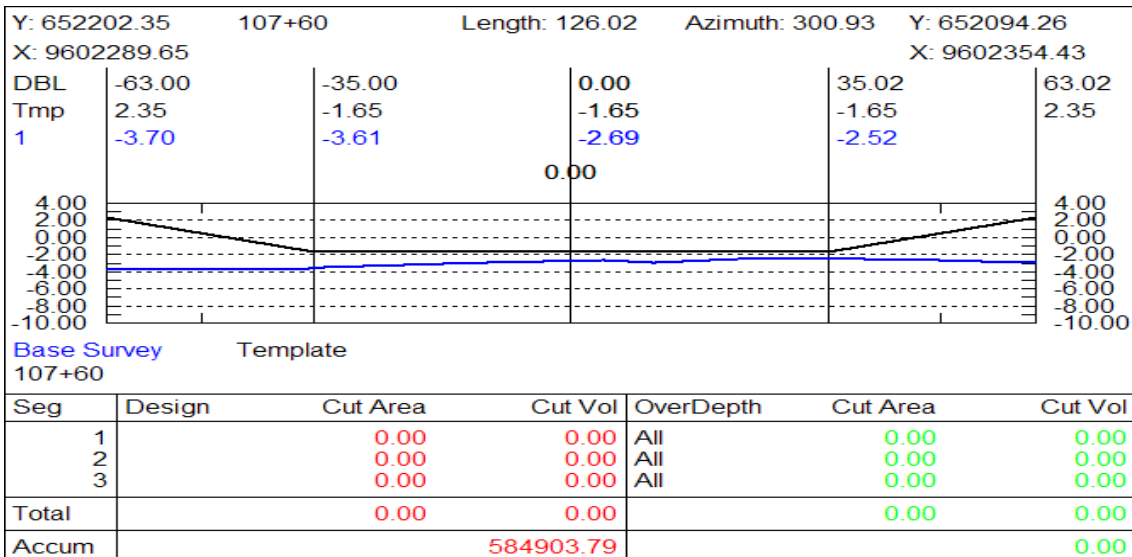 Y: 652202.35 107+60 Length: 126.02 Azimuth: 300.93 Y: 652094.26
X: 9602289.65 X: 9602354.43
DBL -63.00 -35.00 0.00 35.02 63.02
Tmp 2.35 -1.65 -1.65 -1.65 2.35
1 -3.70 -3.61 -2.69 -2.52
0.00
4.00 4.00
2.00 2.00
0.00 0.00
-2.00 -2.00
-4.00 -4.00
-6.00 -6.00
-8.00 -8.00
-10.00 -10.00
Base Survey Template
107+60
Seg Design Cut Area Cut Vol OverDepth Cut Area Cut Vol
1 0.00 0.00 All 0.00 0.00
2 0.00 0.00 All 0.00 0.00
3 0.00 0.00 All 0.00 0.00
Total 0.00 0.00 0.00 0.00
Accum 584903.79 0.00